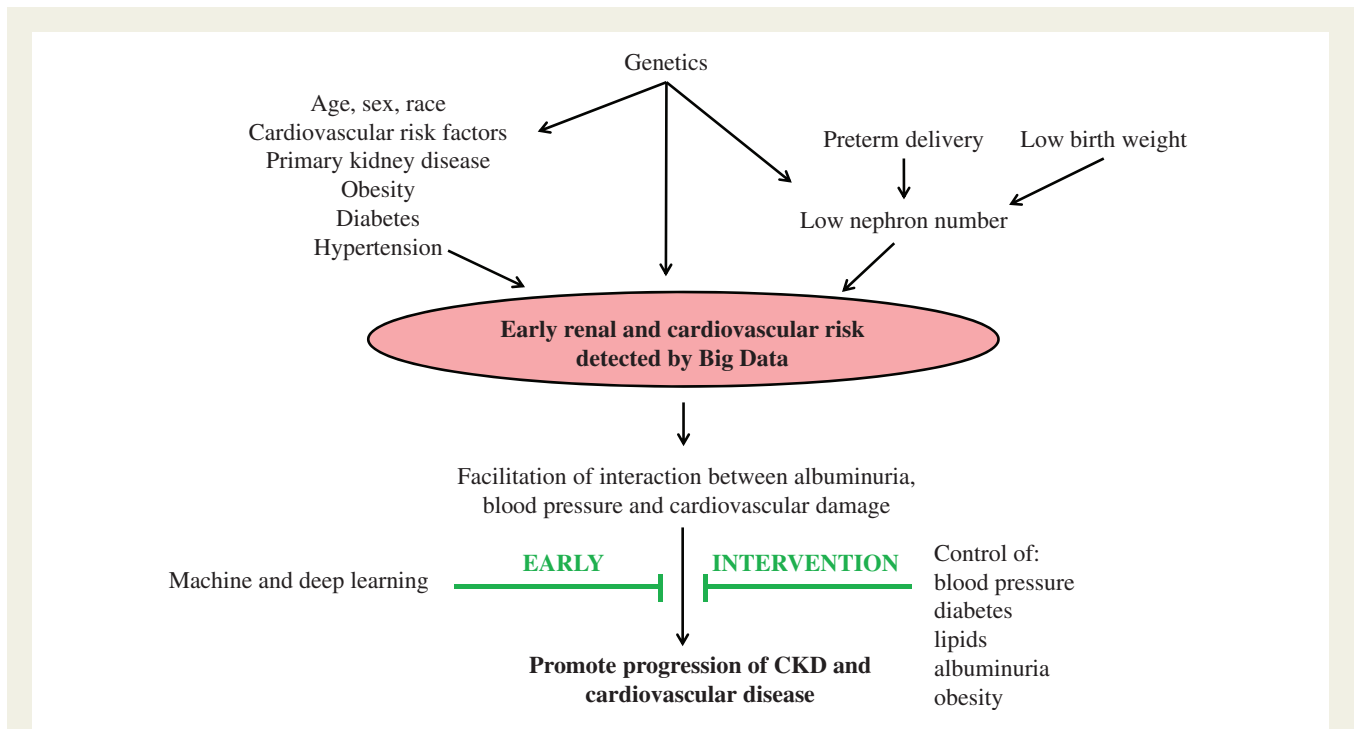 Genetics
Age, sex, race
Cardiovascular risk factors
Primary kidney disease
Obesity
Diabetes
Hypertension
Preterm delivery
Low birth weight
Low nephron number
Early renal and cardiovascular risk
detected by Big Data
Facilitation of interaction between albuminuria,
blood pressure and cardiovascular damage
Machine and deep learning
EARLY
INTERVENTION
Control of:
blood pressure
diabetes
lipids
albuminuria
obesity
Promote progression of CKD and
cardiovascular disease